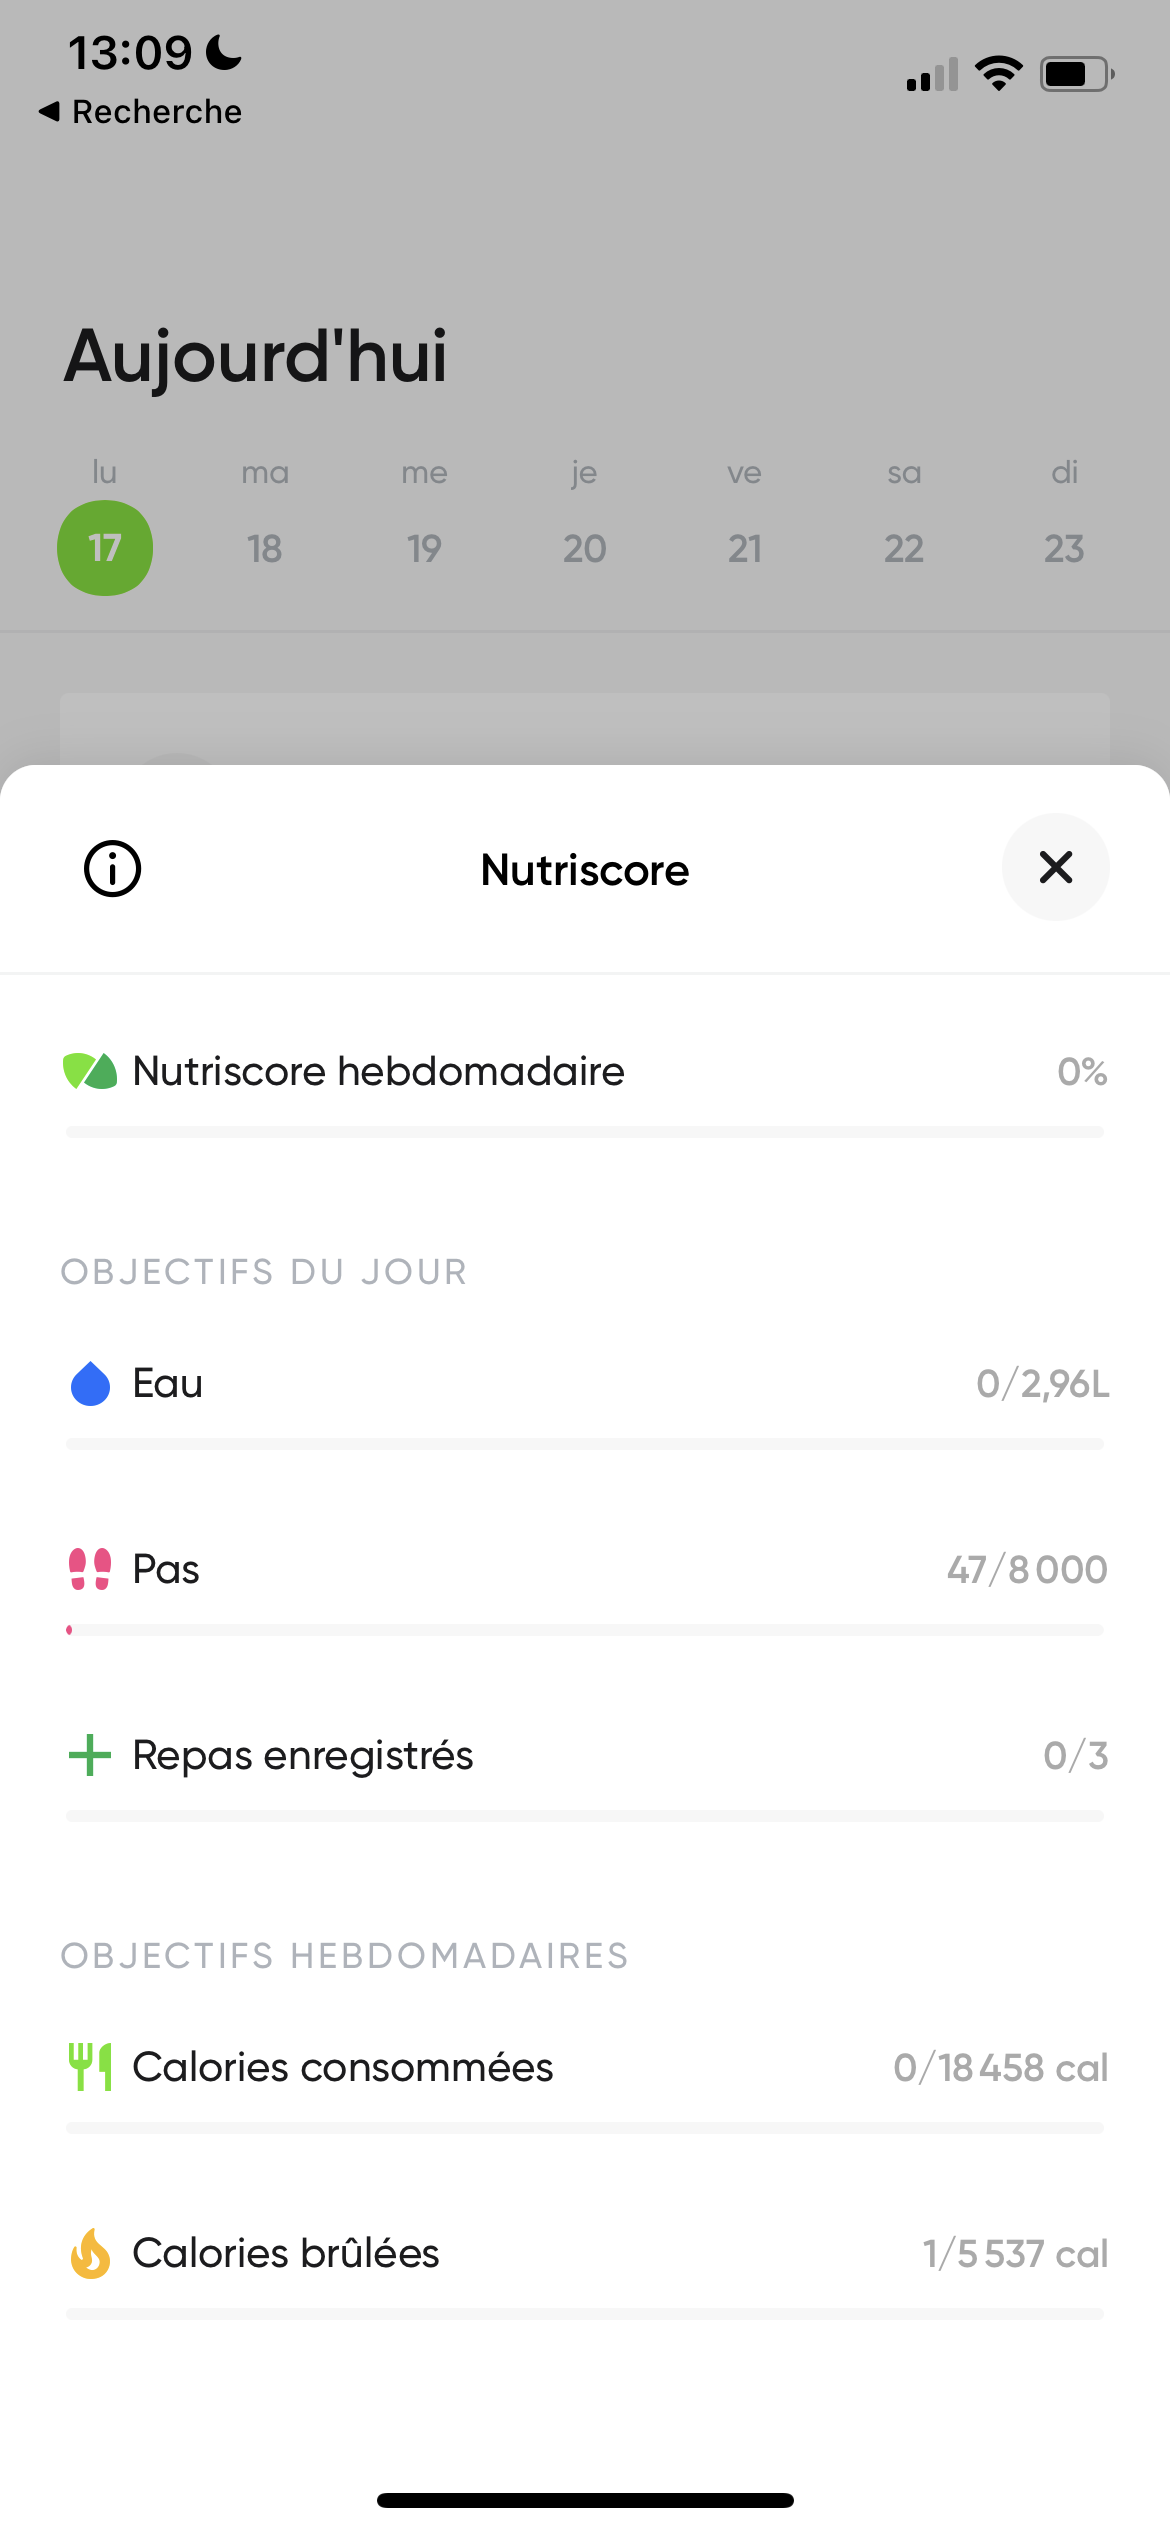 13:09
Recherche
Aujourd'hui
lu ma me je ve sa di
17 18 19 20 21 22 23
Nutriscore
Nutriscore hebdomadaire 0%
OBJECTIFS DU JOUR
Eau 0/2,96L
Pas 47/8 000
Repas enregistrés 0/3
OBJECTIFS HEBDOMADAIRES
Calories consommées 0/18 458 cal
Calories brûlées 1/5 537 cal